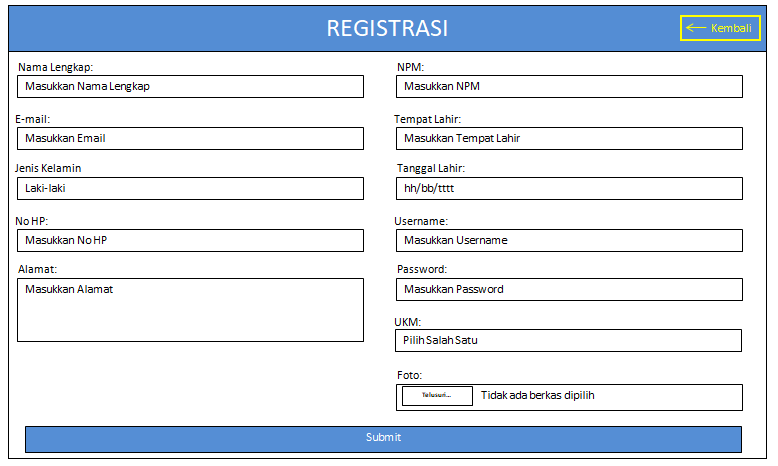 REGISTRASI
← Kembali
Nama Lengkap:
Masukkan Nama Lengkap
NPM:
Masukkan NPM
E-mail:
Masukkan Email
Tempat Lahir:
Masukkan Tempat Lahir
Jenis Kelamin
Laki-laki
Tanggal Lahir:
hh/bb/tttt
No HP:
Masukkan No HP
Username:
Masukkan Username
Alamat:
Masukkan Alamat
Password:
Masukkan Password
UKM:
Pilih Salah Satu
Foto:
Telusuri...
Tidak ada berkas dipilih
Submit